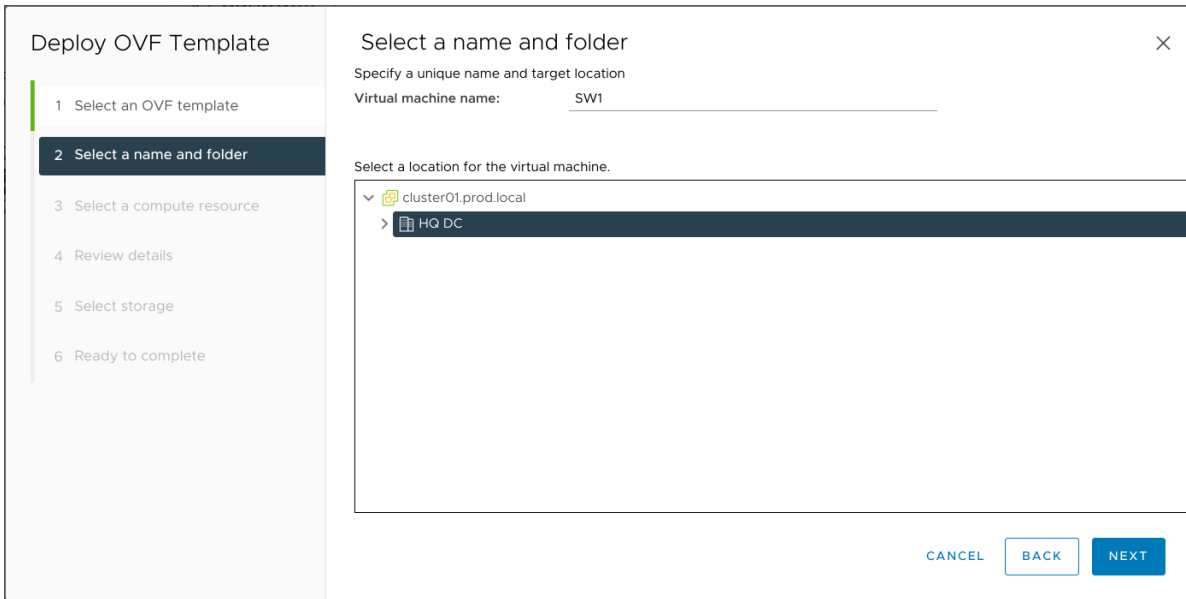 Deploy OVF Template
1 Select an OVF template
2 Select a name and folder
3 Select a compute resource
4 Review details
5 Select storage
6 Ready to complete
Select a name and folder
Specify a unique name and target location
Virtual machine name: SW1
Select a location for the virtual machine.
cluster01.prod.local
HQ DC
CANCEL BACK NEXT